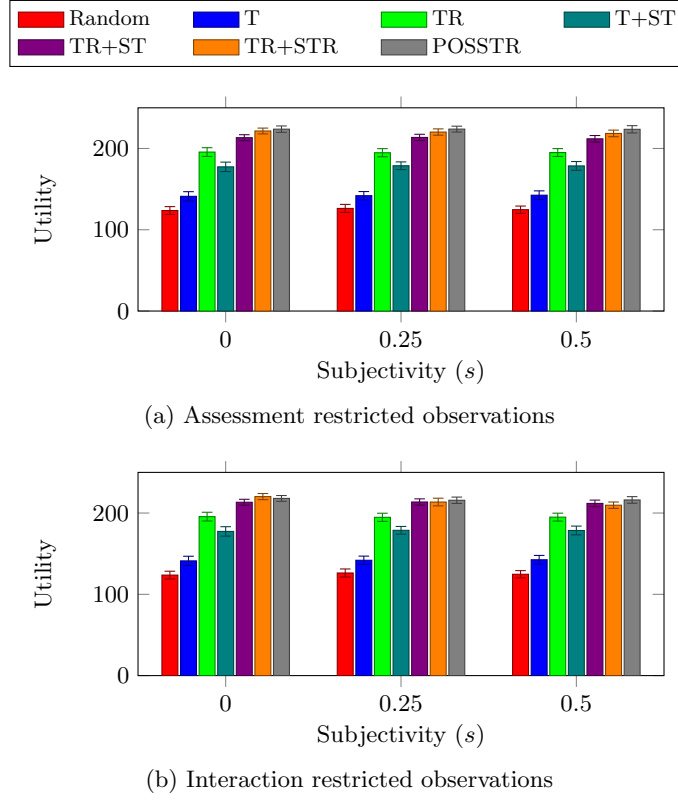 Random T TR T+ST
TR+ST TR+STR POSSTR
200
100
0
Utility
0 0.25 0.5
Subjectivity (s)
(a) Assessment restricted observations
200
100
0
Utility
0 0.25 0.5
Subjectivity (s)
(b) Interaction restricted observations